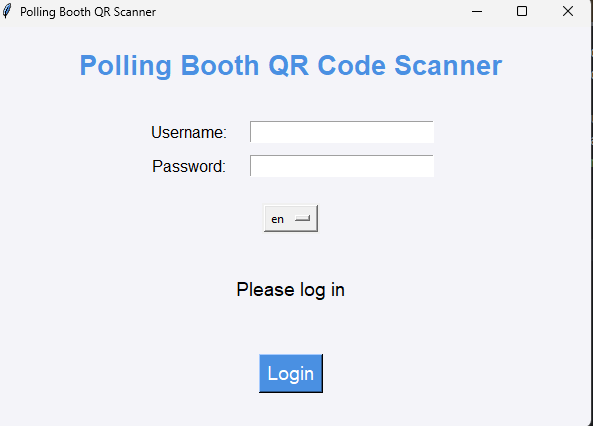 Polling Booth QR Scanner
Polling Booth QR Code Scanner
Username:
Password:
en
Please log in
Login